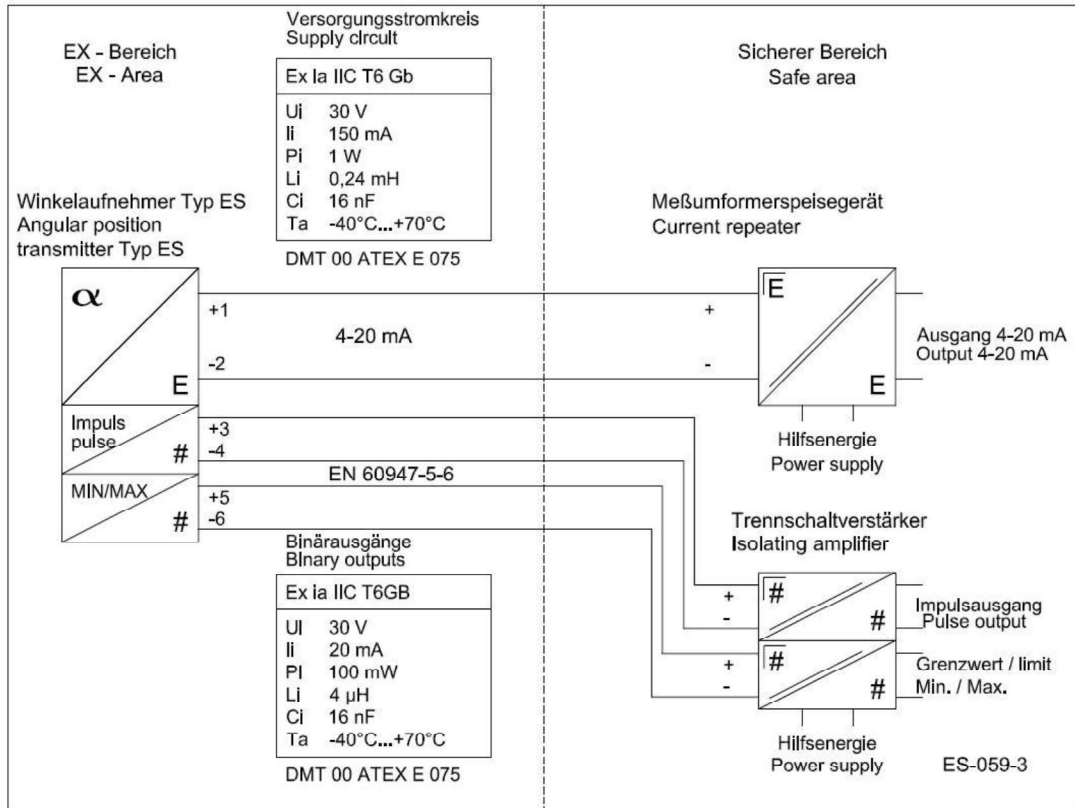 Versorgungsstromkreis
Supply circuit
EX - Bereich
EX - Area
Sicherer Bereich
Safe area
Ex Ia IIC T6 Gb
Ui 30 V
Ii 150 mA
Pi 1 W
Li 0,24 mH
Ci 16 nF
Ta -40°C...+70°C
DMT 00 ATEX E 075
Winkelaufnehmer Typ ES
Angular position
transmitter Typ ES
Meßumformerspeisegerät
Current repeater
α
E
+1
-2
4-20 mA
+
-
E
E
Ausgang 4-20 mA
Output 4-20 mA
Hilfsenergie
Power supply
Impuls
pulse
#
+3
-4
EN 60947-5-6
MIN/MAX
#
+5
-6
Binärausgänge
Binary outputs
Ex ia IIC T6GB
UI 30 V
Ii 20 mA
PI 100 mW
Li 4 µH
Ci 16 nF
Ta -40°C...+70°C
DMT 00 ATEX E 075
Trennschaltverstärker
Isolating amplifier
+
-
#
#
Impulsausgang
Pulse output
+
-
#
#
Grenzwert / limit
Min. / Max.
Hilfsenergie
Power supply
ES-059-3